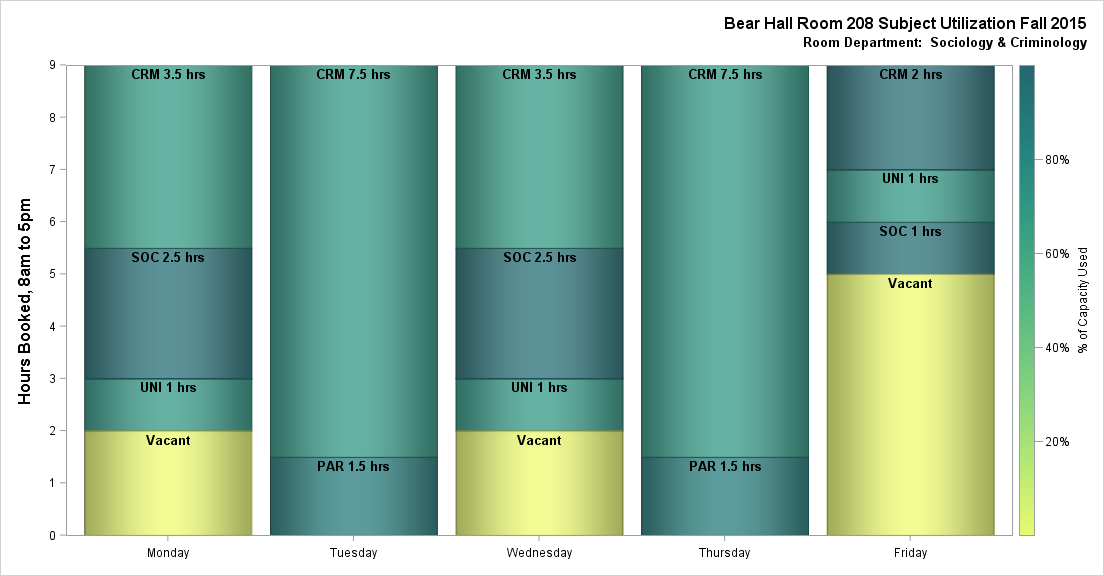 Bear Hall Room 208 Subject Utilization Fall 2015
Room Department:  Sociology & Criminology
Hours Booked, 8am to 5pm
9
8
7
6
5
4
3
2
1
0
CRM 3.5 hrs
SOC 2.5 hrs
UNI 1 hrs
Vacant
CRM 7.5 hrs
PAR 1.5 hrs
CRM 3.5 hrs
SOC 2.5 hrs
UNI 1 hrs
Vacant
CRM 7.5 hrs
PAR 1.5 hrs
CRM 2 hrs
UNI 1 hrs
SOC 1 hrs
Vacant
Monday
Tuesday
Wednesday
Thursday
Friday
80%
60%
40%
20%
% of Capacity Used